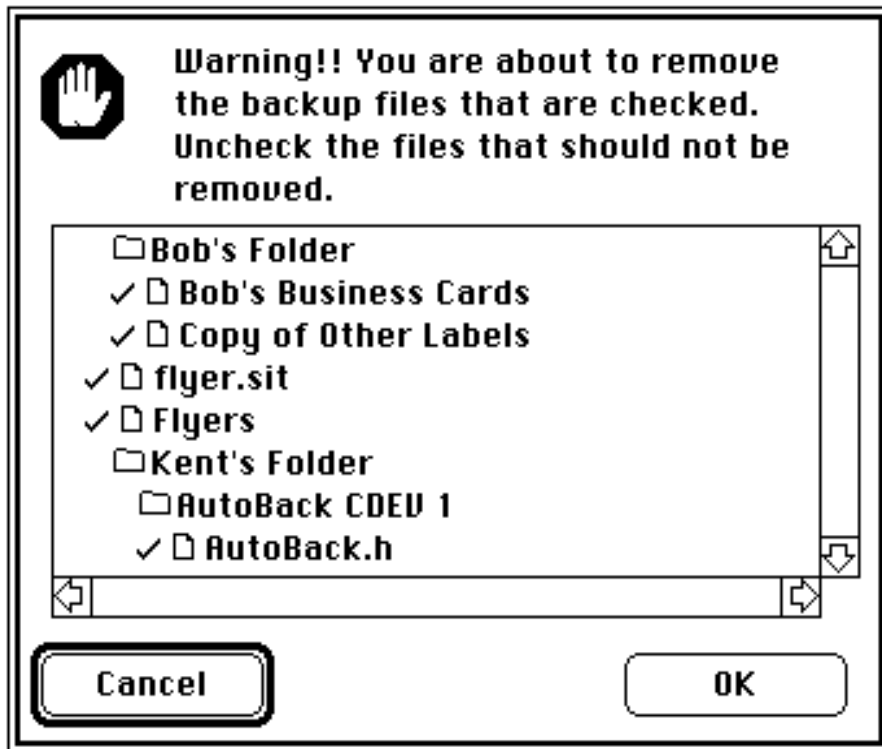 Warning!! You are about to remove
the backup files that are checked.
Uncheck the files that should not be
removed.
Bob's Folder
Bob's Business Cards
Copy of Other Labels
flyer.sit
Flyers
Kent's Folder
AutoBack CDEV 1
AutoBack.h
Cancel
OK